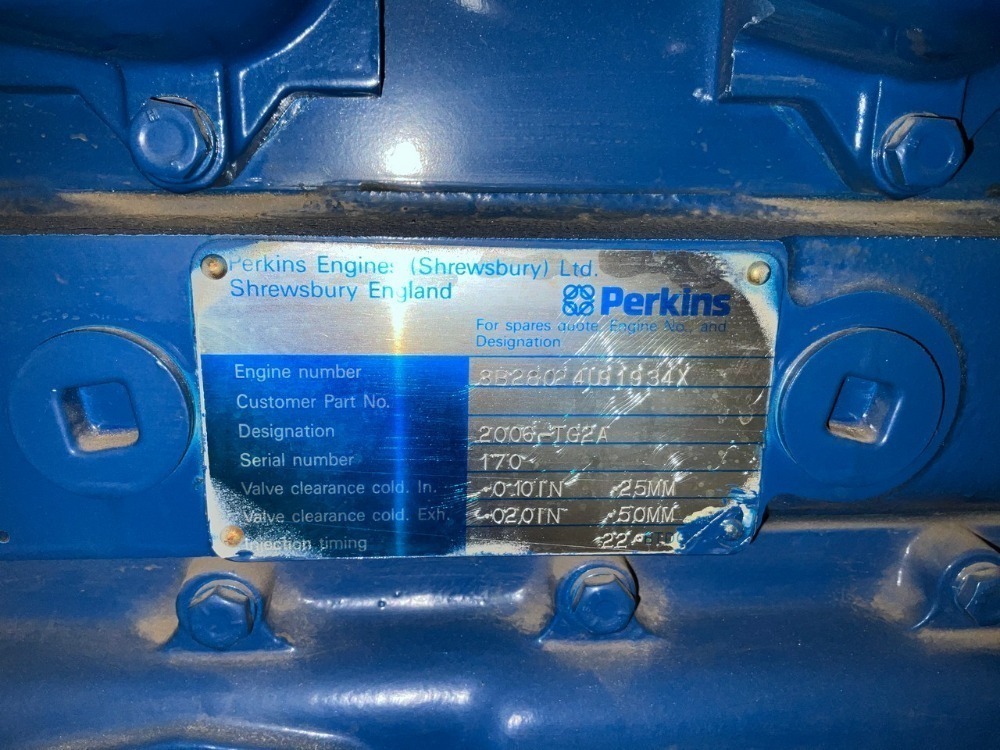 Perkins Engines (Shrewsbury) Ltd.
Shrewsbury England
Perkins
For spares quote Engine No., and
Designation
Engine number
Customer Part No.
Designation 2006-TG2A
Serial number 170
Valve clearance cold. In. .010IN .25MM
Valve clearance cold. Exh. .020IN .50MM
Injection timing